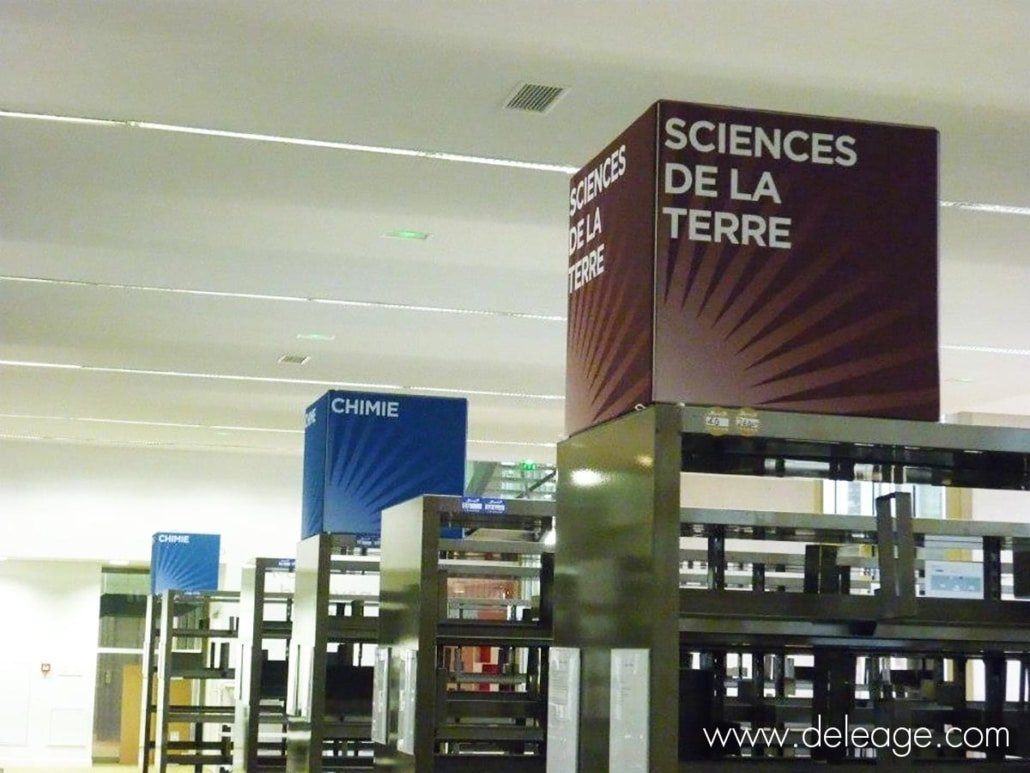 SCIENCES
DE LA
TERRE
SCIENCES
DE LA
TERRE
CHIMIE
CHIMIE
www.deleage.com